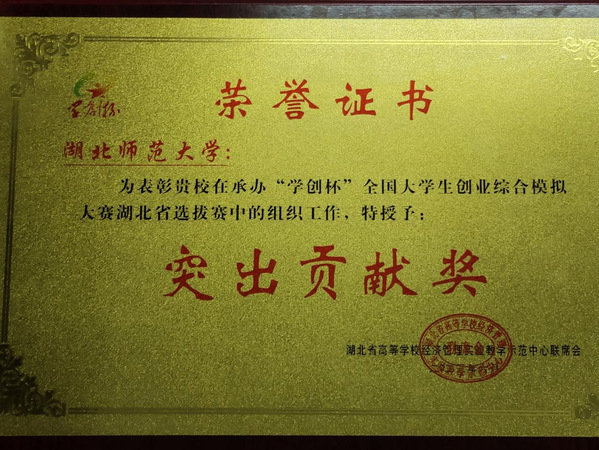 学创杯
荣誉证书
湖北师范大学：
为表彰贵校在承办“学创杯”全国大学生创业综合模拟
大赛湖北省选拔赛中的组织工作，特授予：
突出贡献奖
湖北省高等学校经济管理实验教学示范中心联席会